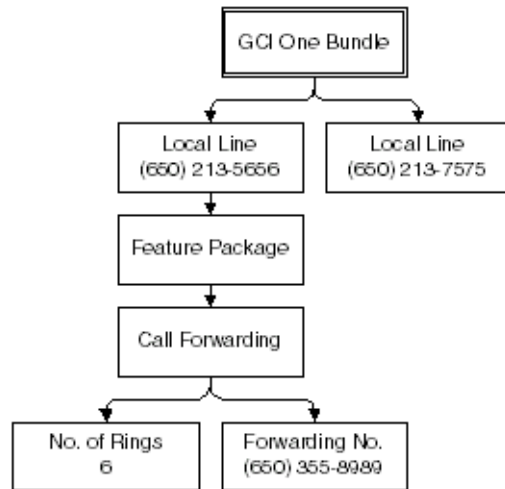 GCI One Bundle
Local Line
(650) 213-5656
Local Line
(650) 213-7575
Feature Package
Call Forwarding
No. of Rings
6
Forwarding No.
(650) 355-8989